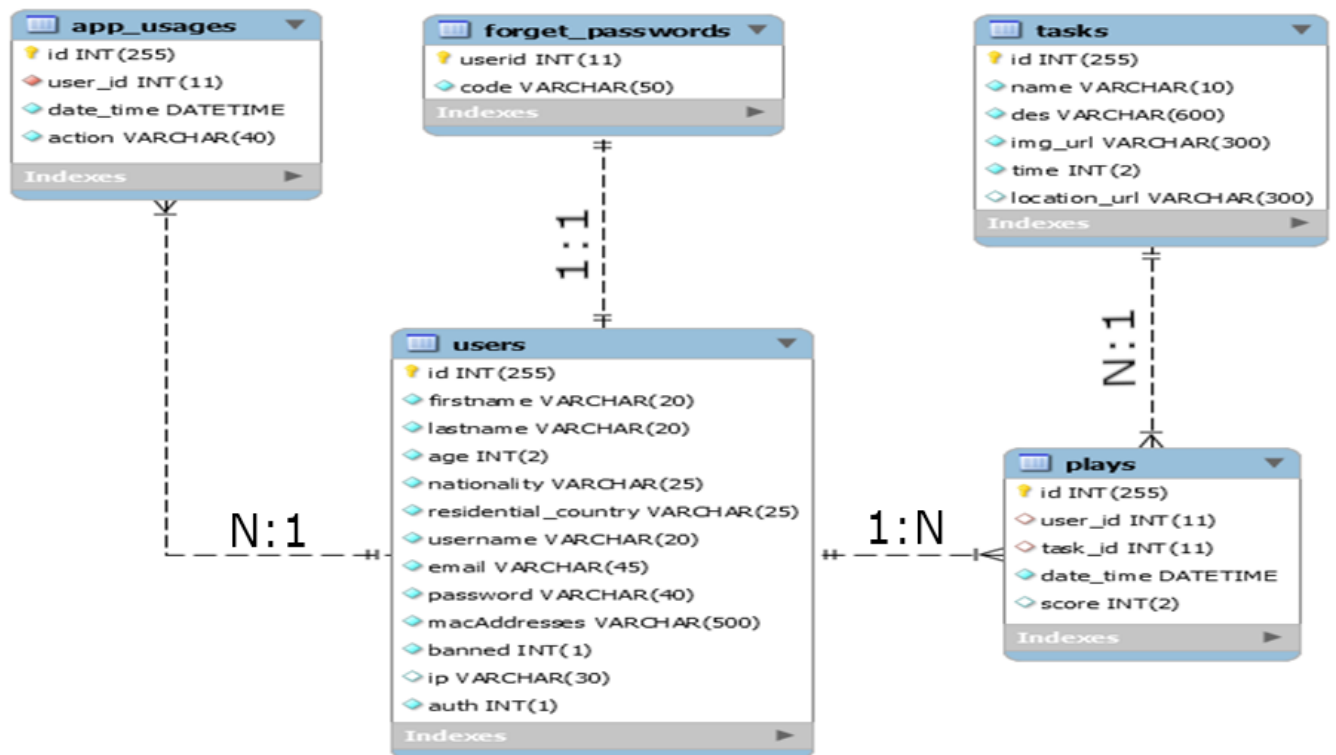 app_usages
id INT(255)
user_id INT(11)
date_time DATETIME
action VARCHAR(40)
Indexes
forget_passwords
userid INT(11)
code VARCHAR(50)
Indexes
tasks
id INT(255)
name VARCHAR(10)
des VARCHAR(600)
img_url VARCHAR(300)
time INT(2)
location_url VARCHAR(300)
Indexes
1:1
N:1
users
id INT(255)
firstname VARCHAR(20)
lastname VARCHAR(20)
age INT(2)
nationality VARCHAR(25)
residential_country VARCHAR(25)
username VARCHAR(20)
email VARCHAR(45)
password VARCHAR(40)
macAddresses VARCHAR(500)
banned INT(1)
ip VARCHAR(30)
auth INT(1)
Indexes
N:1
1:N
plays
id INT(255)
user_id INT(11)
task_id INT(11)
date_time DATETIME
score INT(2)
Indexes